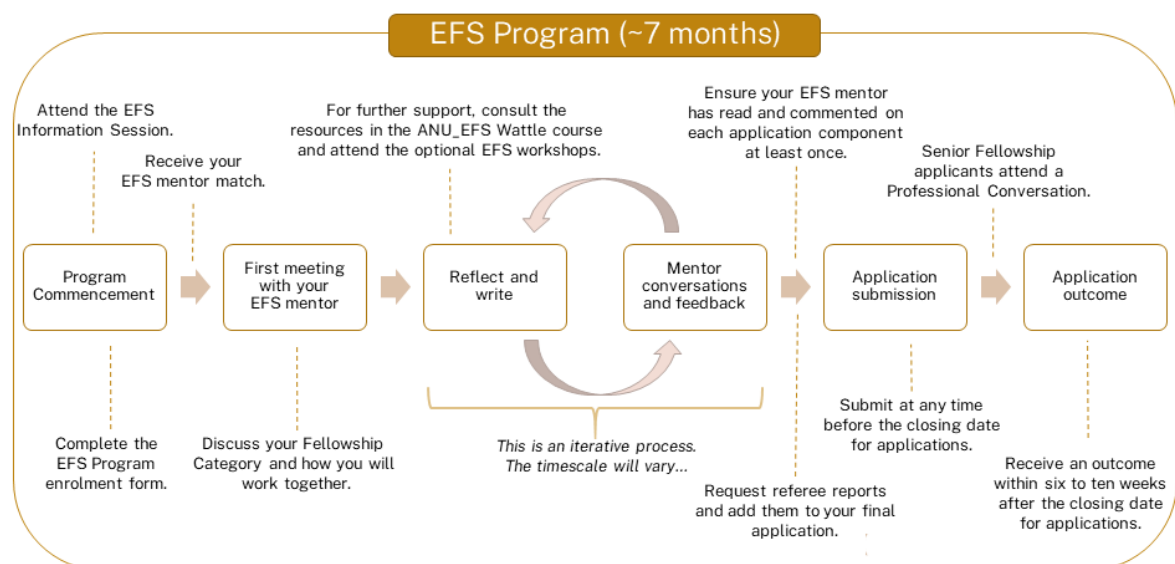 EFS Program (~7 months)
Attend the EFS
Information Session.
Receive your
EFS mentor match.
For further support, consult the
resources in the ANU_EFS Wattle course
and attend the optional EFS workshops.
Ensure your EFS mentor
has read and commented on
each application component
at least once.
Senior Fellowship
applicants attend a
Professional Conversation.
Program
Commencement
First meeting
with your
EFS mentor
Reflect and
write
Mentor
conversations
and feedback
Application
submission
Application
outcome
Complete the
EFS Program
enrolment form.
Discuss your Fellowship
Category and how you will
work together.
This is an iterative process.
The timescale will vary...
Request referee reports
and add them to your final
application.
Submit at any time
before the closing date
for applications.
Receive an outcome
within six to ten weeks
after the closing date
for applications.